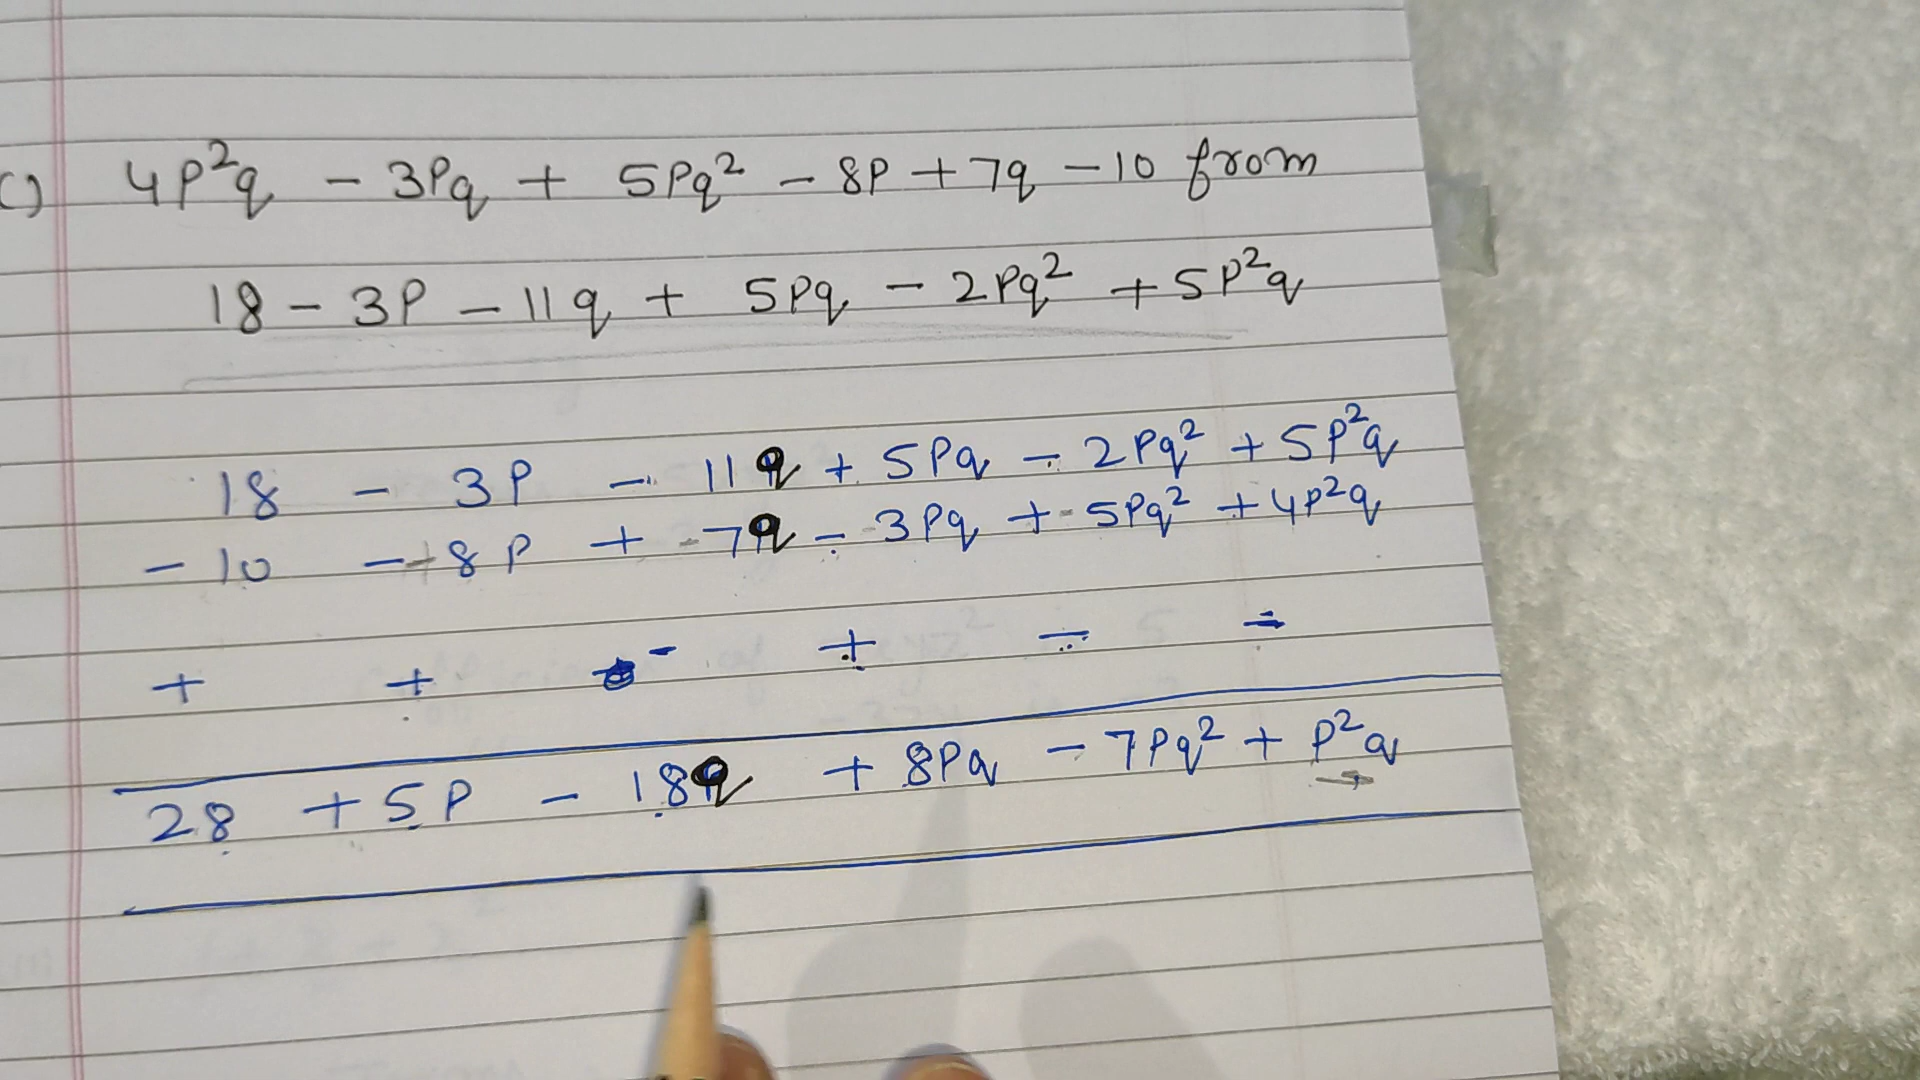 c) 4p²q - 3pq + 5pq² - 8p + 7q - 10 from
18 - 3p - 11q + 5pq - 2pq² + 5p²q
18 - 3p - 11q + 5pq - 2pq² + 5p²q
- 10 - 8p + 7q - 3pq + 5pq² + 4p²q
+ + - + - -
28 + 5p - 18q + 8pq - 7pq² + p²q